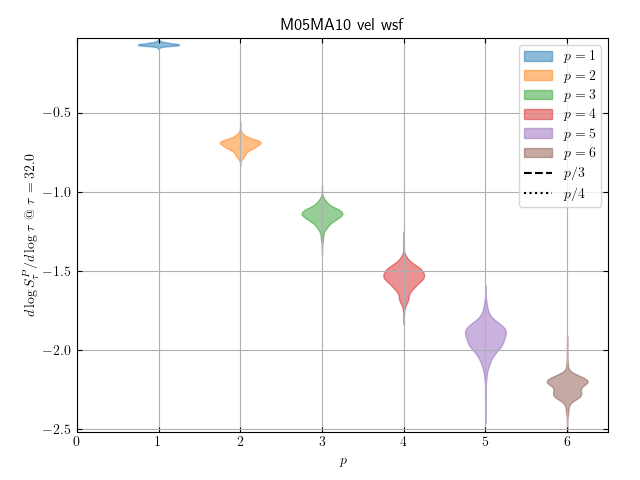 M05MA10 vel wsf
d log S_τ^P / d log τ @ τ = 32.0
−0.5
−1.0
−1.5
−2.0
−2.5
0 1 2 3 4 5 6
p
p = 1
p = 2
p = 3
p = 4
p = 5
p = 6
p/3
p/4